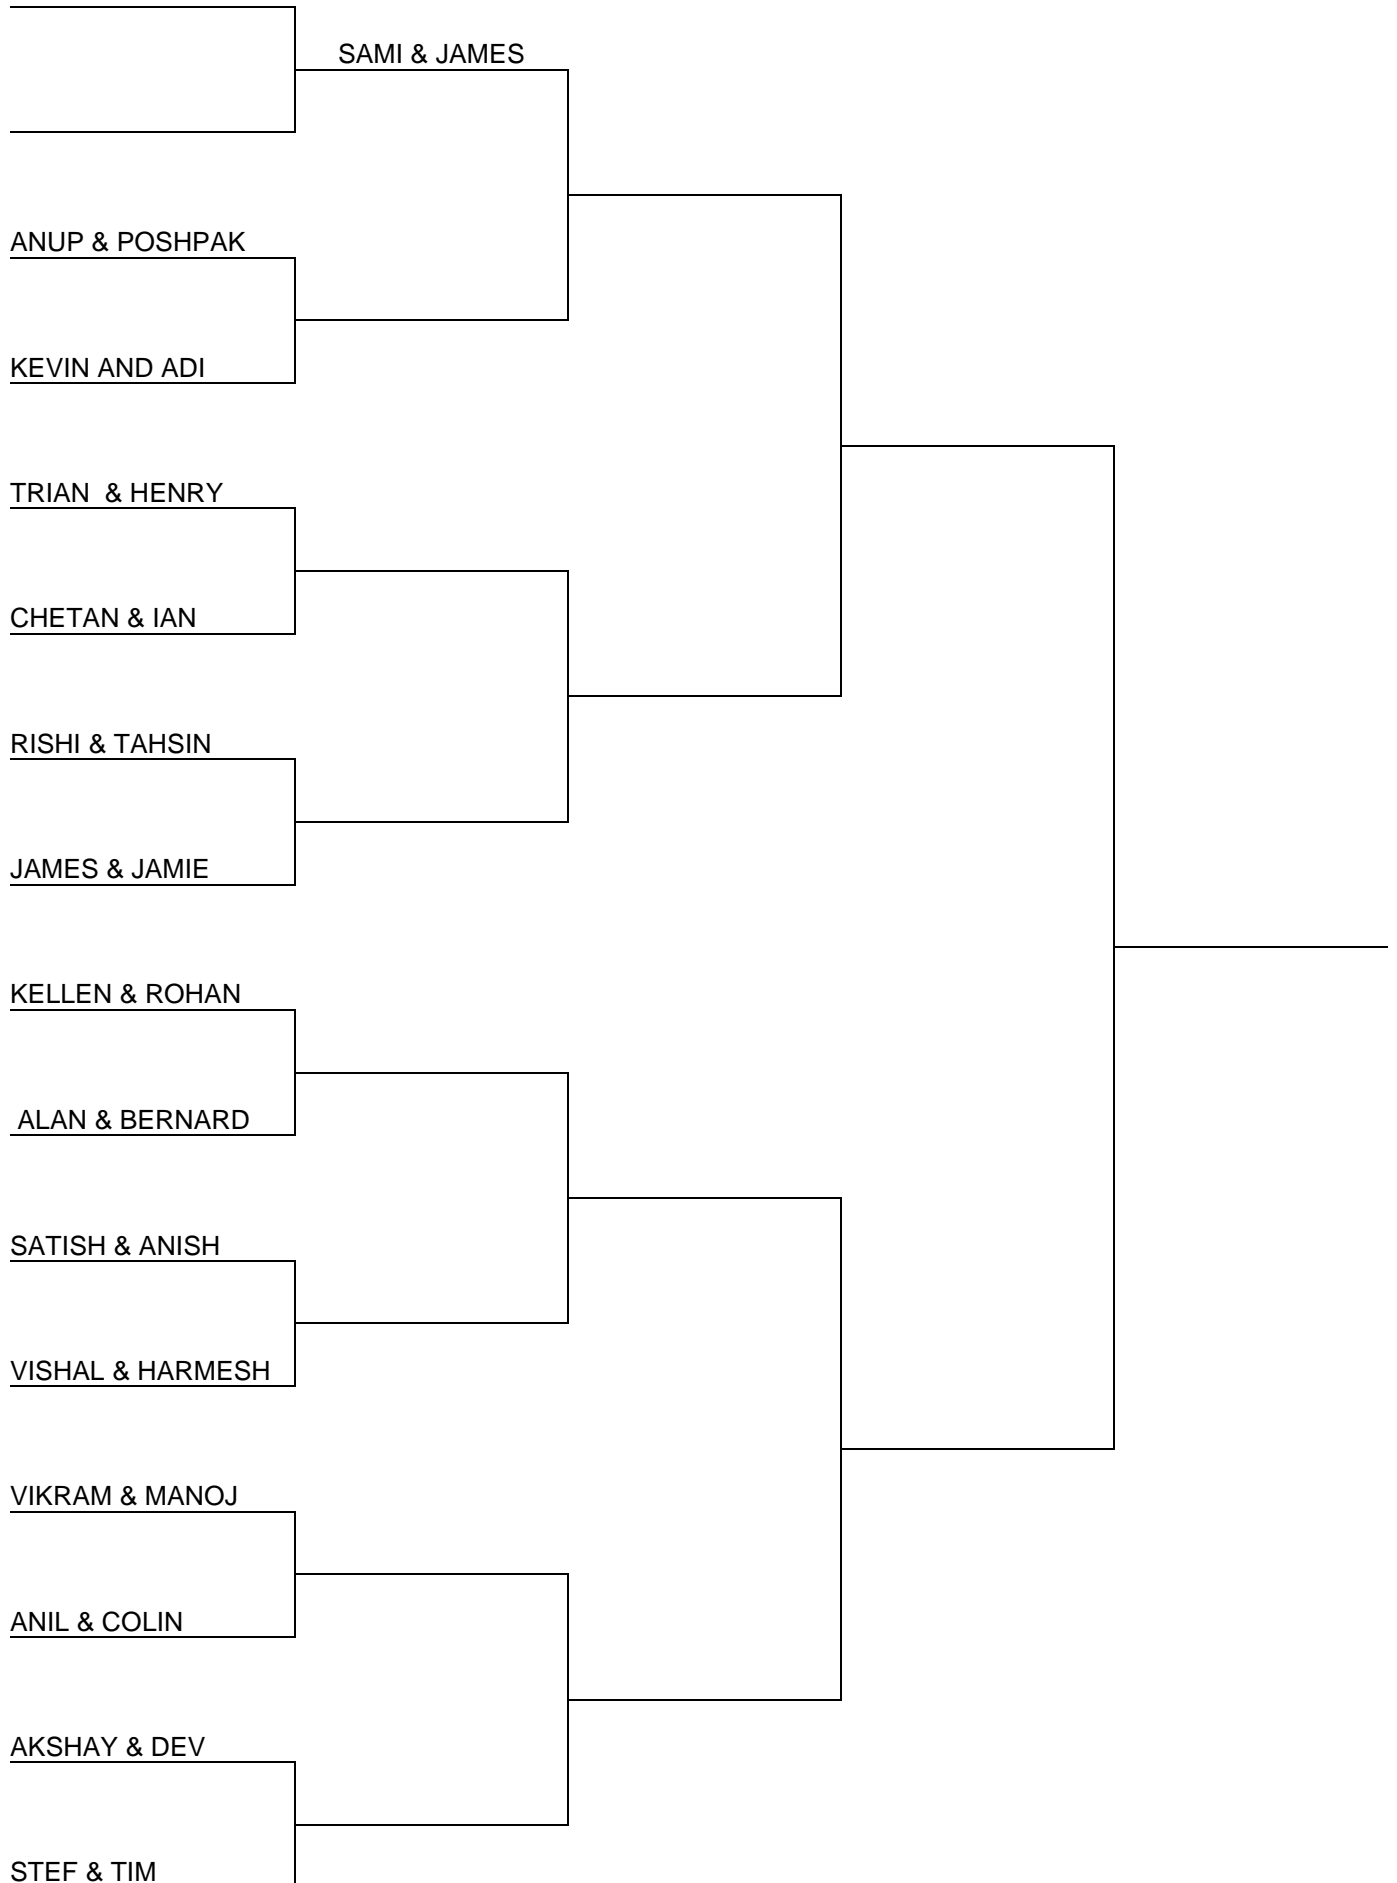 SAMI & JAMES
ANUP & POSHPAK
KEVIN AND ADI
TRIAN  & HENRY
CHETAN & IAN
RISHI & TAHSIN
JAMES & JAMIE
KELLEN & ROHAN
ALAN & BERNARD
SATISH & ANISH
VISHAL & HARMESH
VIKRAM & MANOJ
ANIL & COLIN
AKSHAY & DEV
STEF & TIM